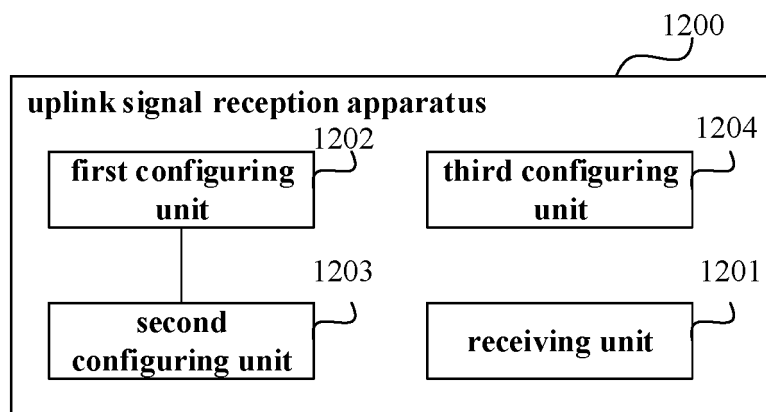 1200
uplink signal reception apparatus
1202
first configuring
unit
1204
third configuring
unit
1203
second
configuring unit
1201
receiving unit